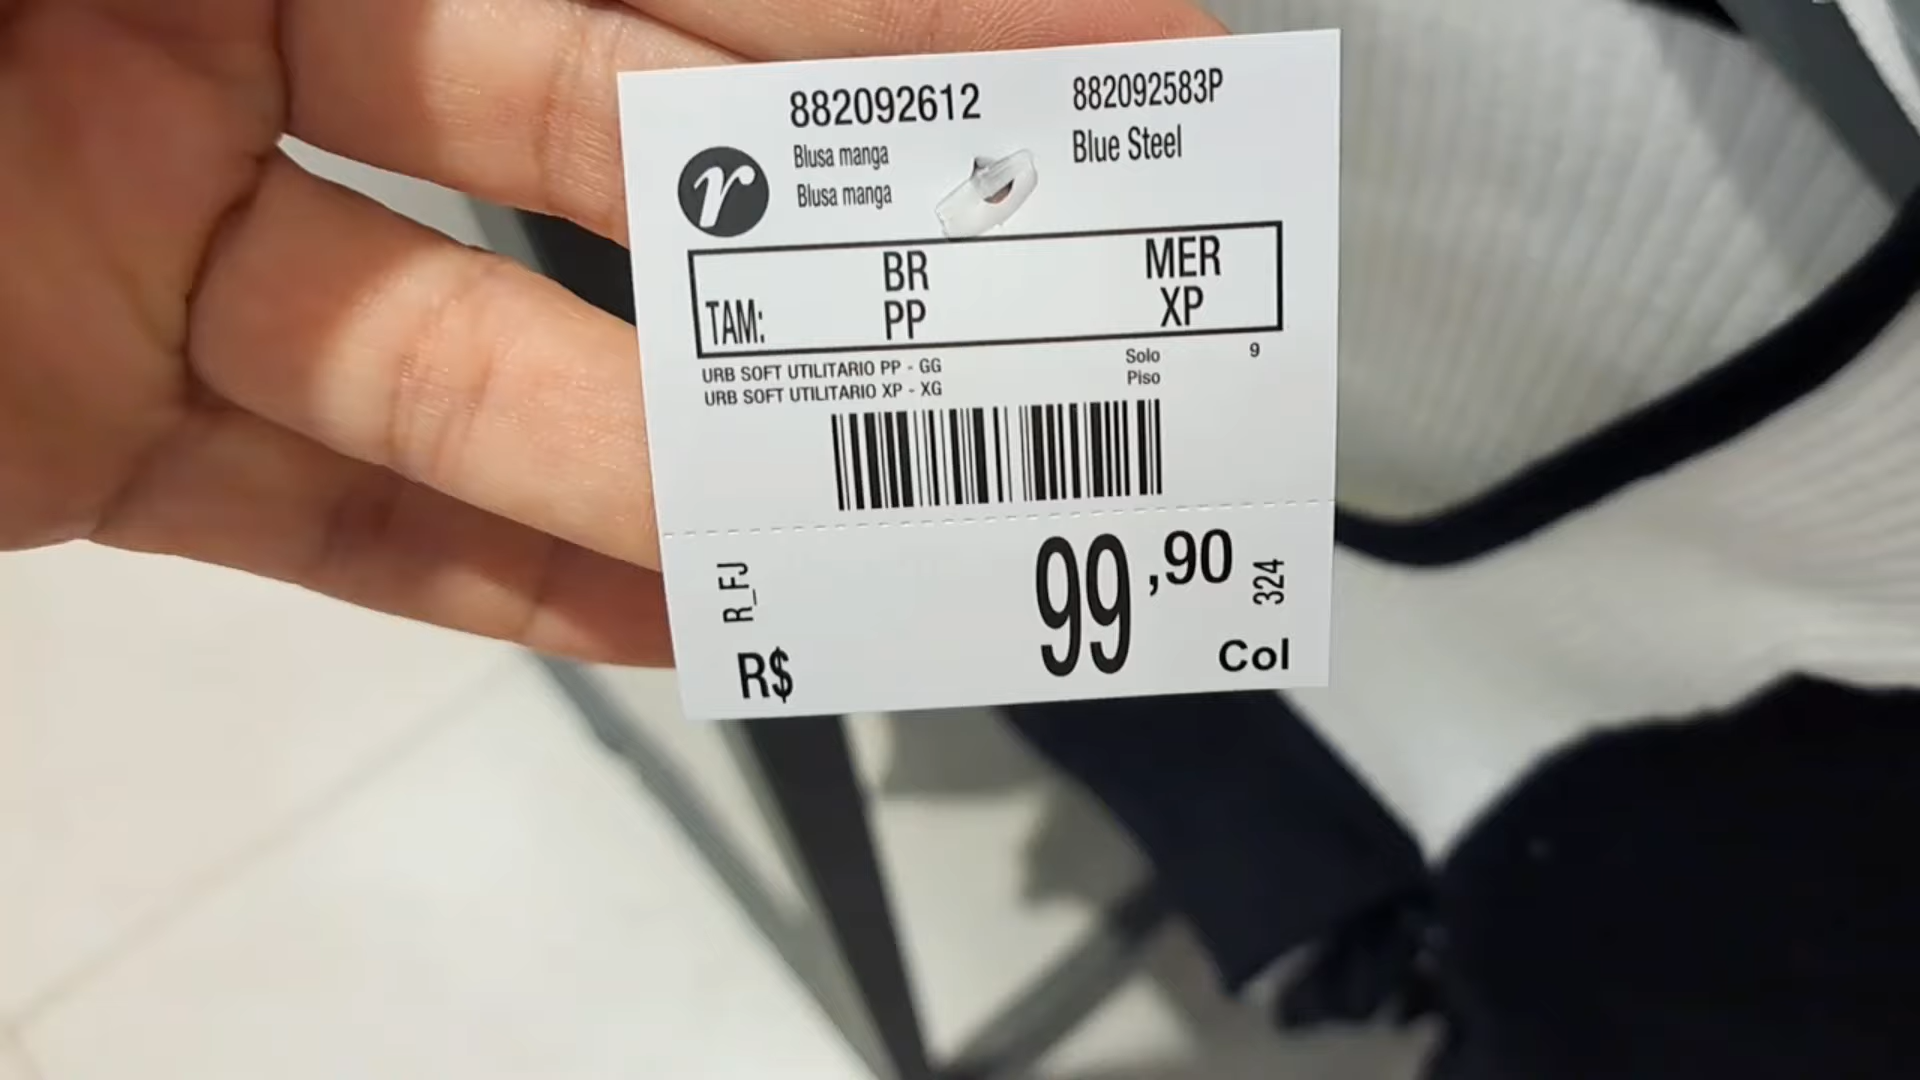 882092612
882092583P
Blusa manga
Blue Steel
Blusa manga
r
BR MER
TAM: PP XP
URB SOFT UTILITARIO PP - GG
URB SOFT UTILITARIO XP - XG
Solo 9
Piso
R_FJ
R$ 99,90
324
Col